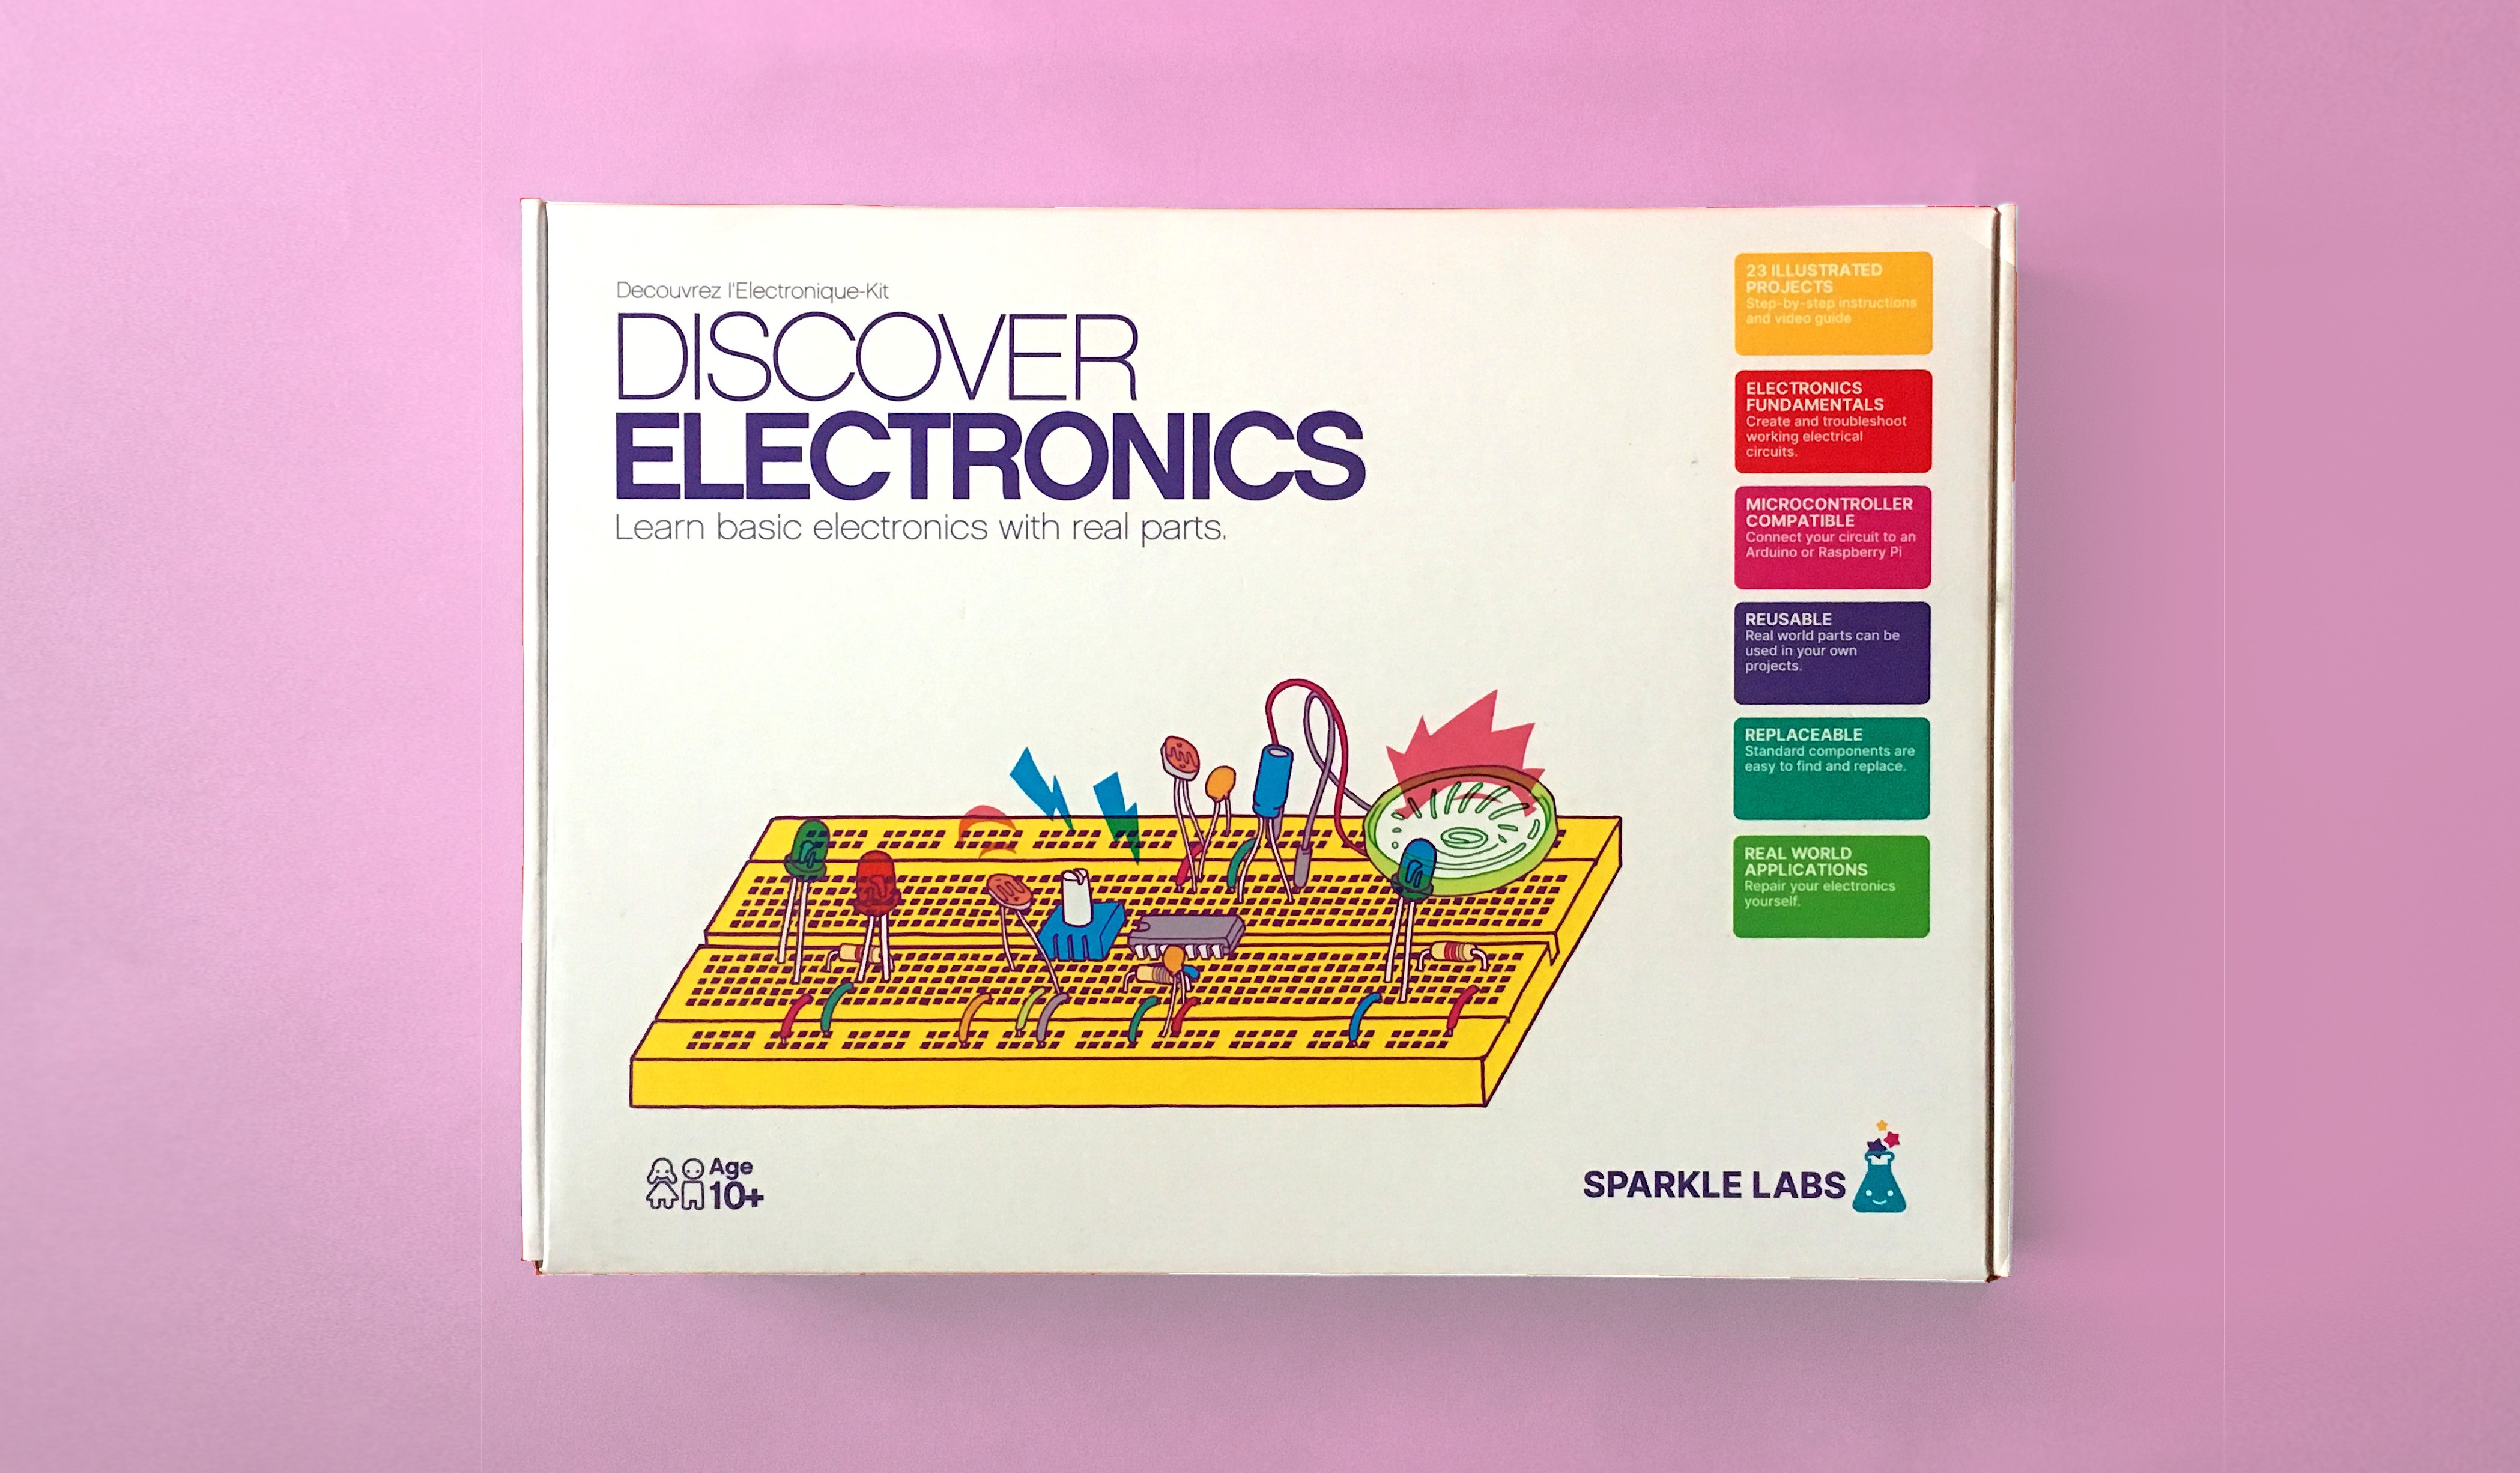 Decouvrez l'Electronique-Kit
DISCOVER
ELECTRONICS
Learn basic electronics with real parts.
23 ILLUSTRATED
PROJECTS
Step-by-step instructions
and video guide
ELECTRONICS
FUNDAMENTALS
Create and troubleshoot
working electrical
circuits.
MICROCONTROLLER
COMPATIBLE
Connect your circuit to an
Arduino or Raspberry Pi
REUSABLE
Real world parts can be
used in your own
projects.
REPLACEABLE
Standard components are
easy to find and replace.
REAL WORLD
APPLICATIONS
Repair your electronics
yourself.
Age
10+
SPARKLE LABS